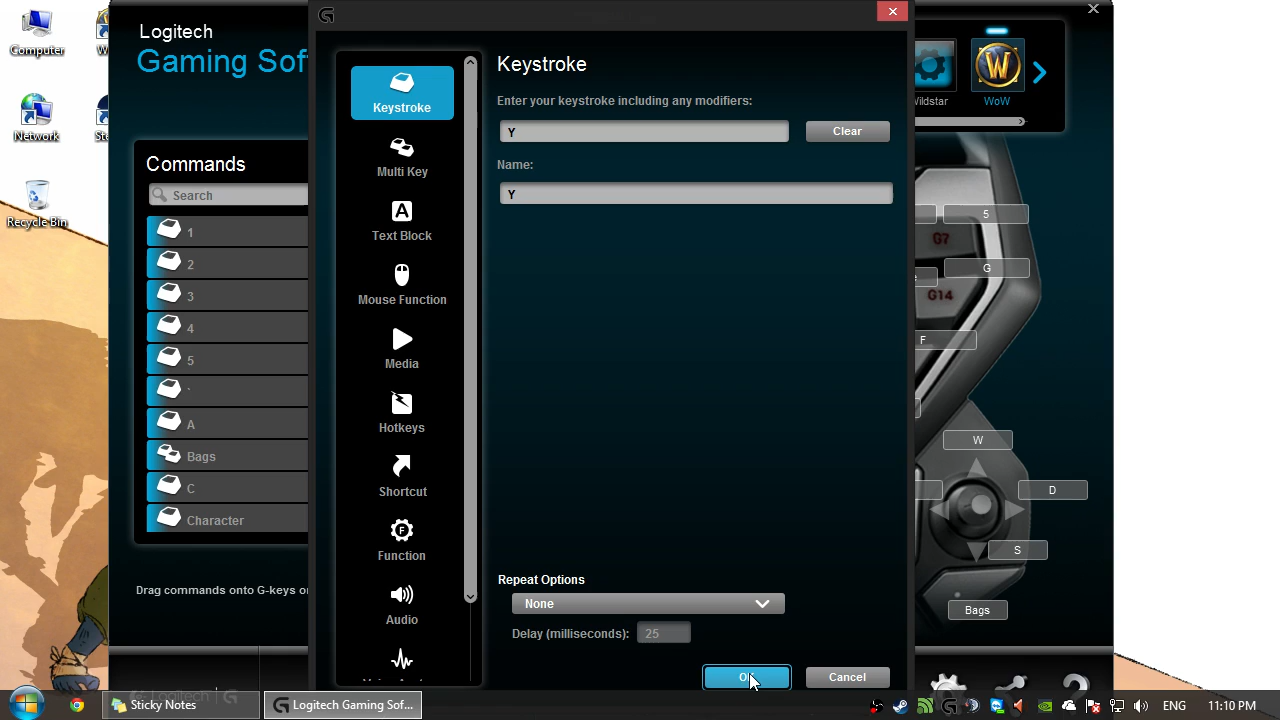 Computer
Network
Recycle Bin
Logitech
Gaming Sof
Commands
Search
1
2
3
4
5
`
A
Bags
C
Character
Drag commands onto G-keys or
Keystroke
Multi Key
Text Block
Mouse Function
Media
Hotkeys
Shortcut
Function
Audio
Keystroke
Enter your keystroke including any modifiers:
Y
Clear
Name:
Y
Repeat Options
None
Delay (milliseconds):
25
Cancel
Wildstar
WoW
5
G7
G
G14
F
W
D
S
Bags
Logitech
Sticky Notes
Logitech Gaming Sof...
ENG
11:10 PM